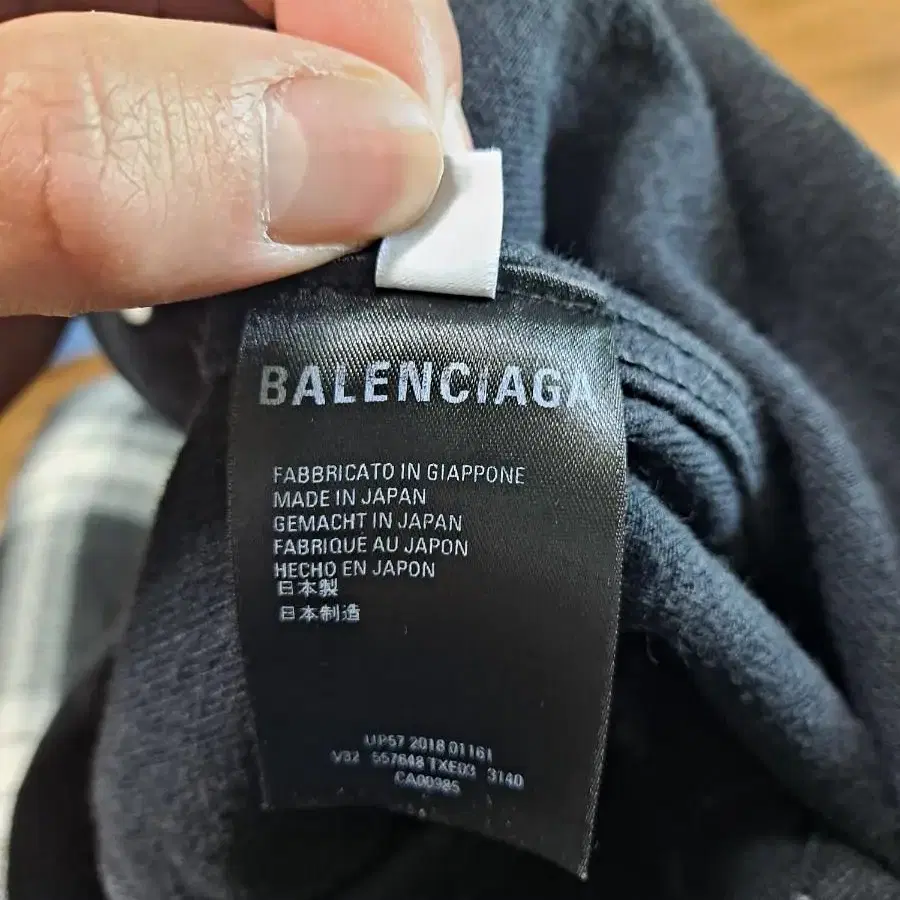 BALENCIAGA
FABBRICATO IN GIAPPONE
MADE IN JAPAN
GEMACHT IN JAPAN
FABRIQUE AU JAPON
HECHO EN JAPON
日本製
日本制造
UP57 2018 01161
V32 557648 TXE03 3140
CA00985